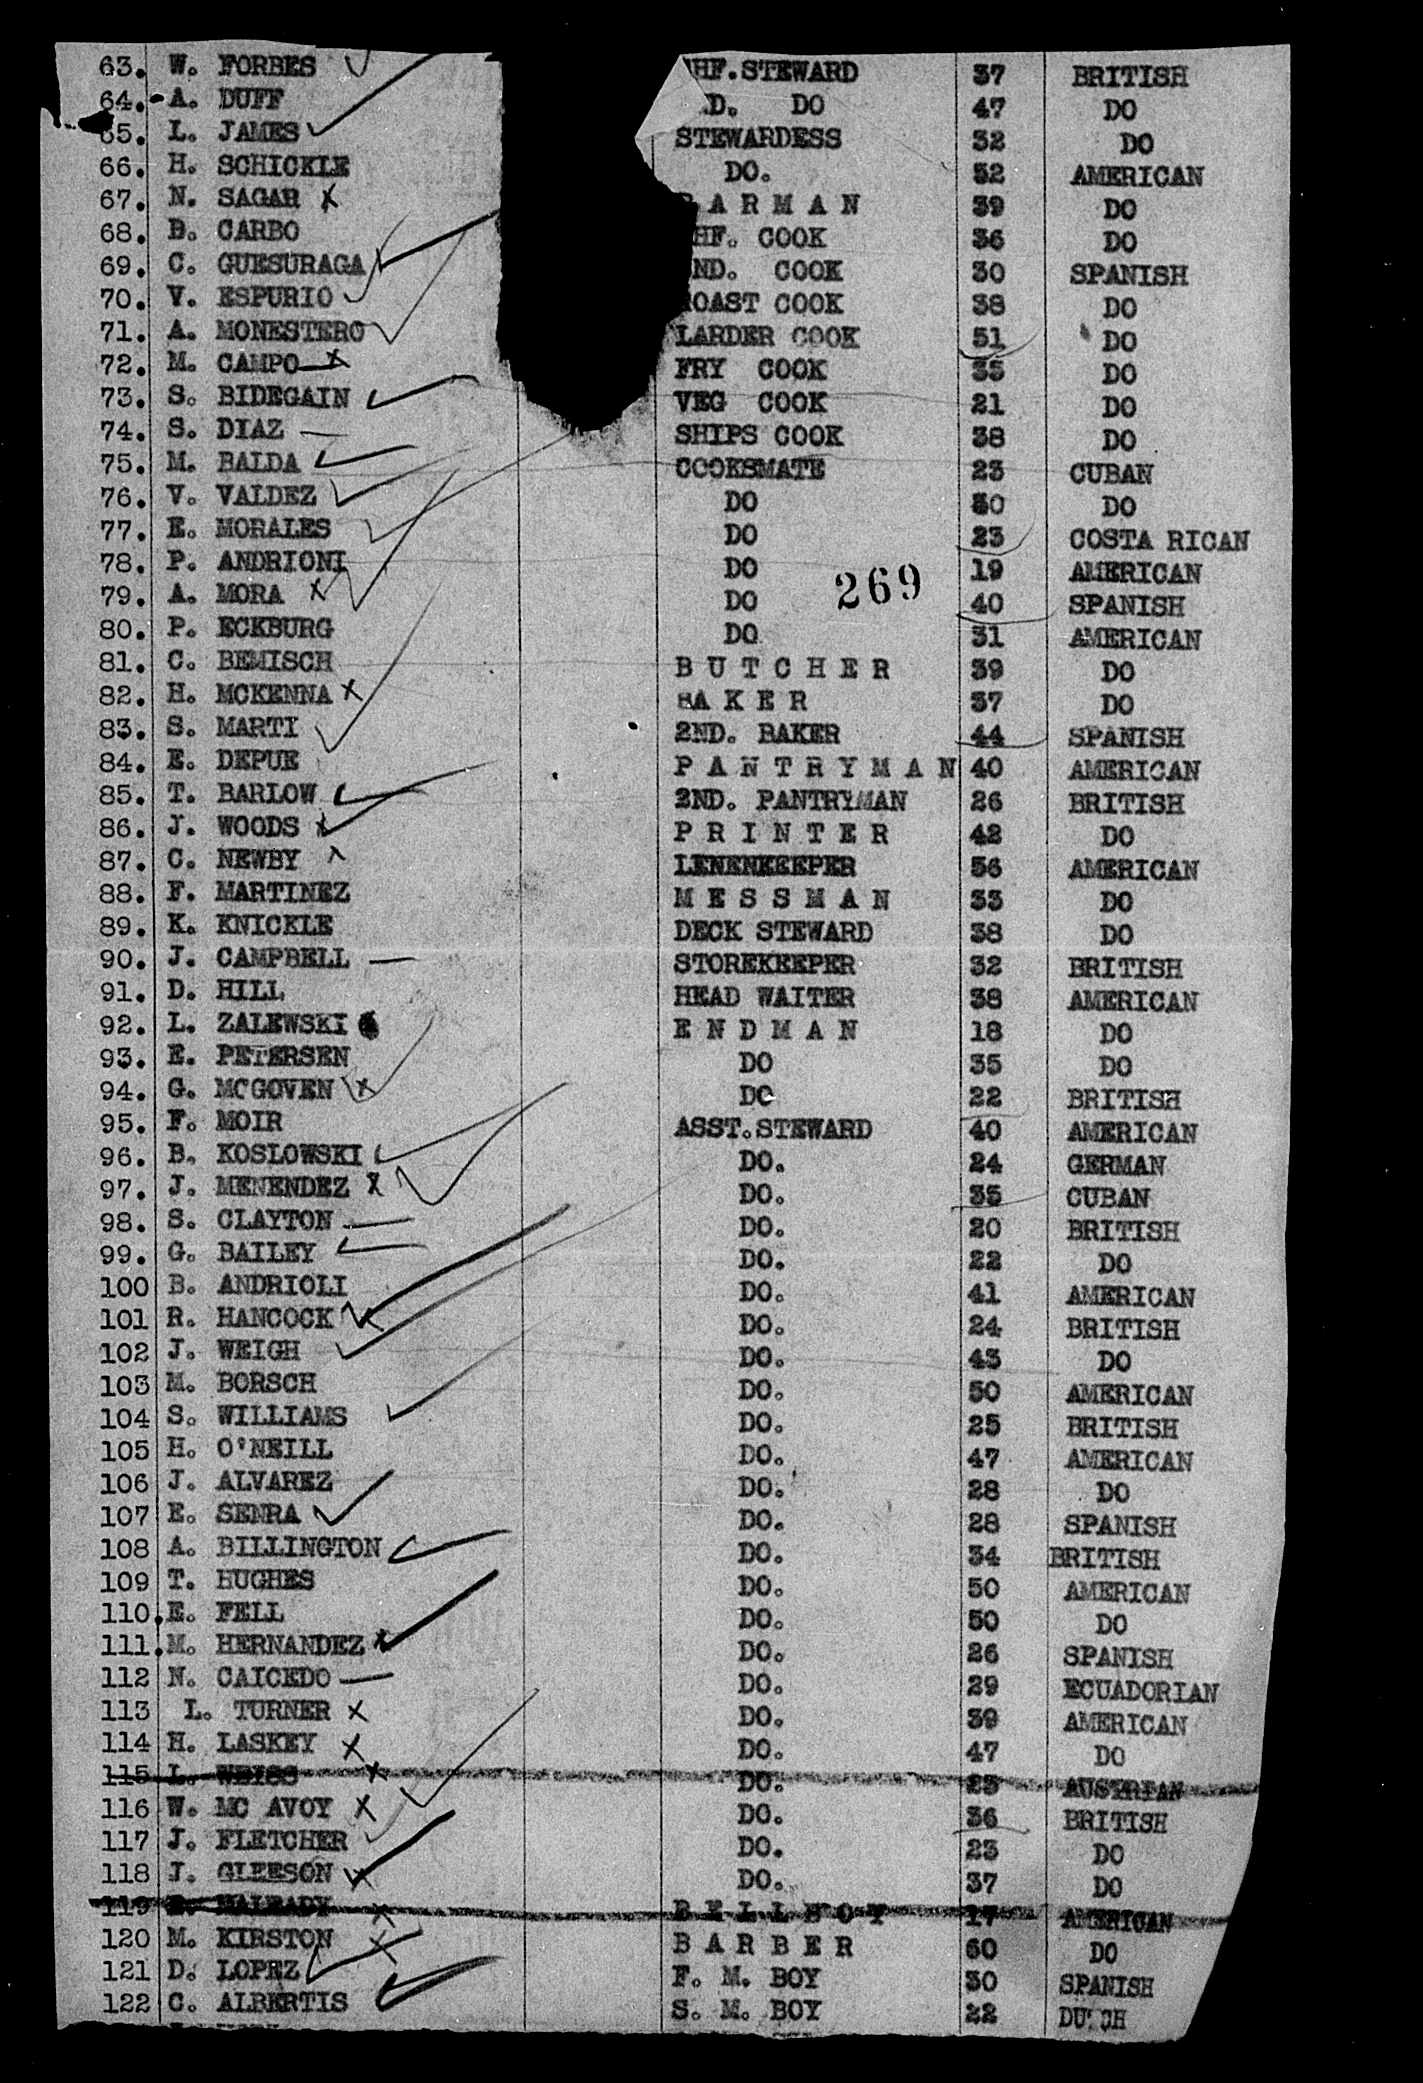 63. W. FORBES HF. STEWARD 37 BRITISH
64. A. DUFF D. DO 47 DO
65. L. JAMES STEWARDESS 32 DO
66. H. SCHICKLE DO. 52 AMERICAN
67. N. SAGAR X BARMAN 39 DO
68. B. CARBO HF. COOK 36 DO
69. C. GUESURAGA ND. COOK 30 SPANISH
70. V. ESPURIO ROAST COOK 38 DO
71. A. MONESTERO LARDER COOK 51 DO
72. M. CAMPO X FRY COOK 35 DO
73. S. BIDEGAIN VEG COOK 21 DO
74. S. DIAZ SHIPS COOK 38 DO
75. M. BALDA COOKSMATE 23 CUBAN
76. V. VALDEZ DO 30 DO
77. E. MORALES DO 23 COSTA RICAN
78. P. ANDRIONI DO 19 AMERICAN
79. A. MORA X DO 269 40 SPANISH
80. P. ECKBURG DO 31 AMERICAN
81. C. BEMISCH BUTCHER 39 DO
82. H. MCKENNA X BAKER 37 DO
83. S. MARTI 2ND. BAKER 44 SPANISH
84. E. DEPUE PANTRYMAN 40 AMERICAN
85. T. BARLOW 2ND. PANTRYMAN 26 BRITISH
86. J. WOODS X PRINTER 42 DO
87. C. NEWBY LENENKEEPER 56 AMERICAN
88. F. MARTINEZ MESSMAN 33 DO
89. K. KNICKLE DECK STEWARD 38 DO
90. J. CAMPBELL STOREKEEPER 32 BRITISH
91. D. HILL HEAD WAITER 38 AMERICAN
92. L. ZALEWSKI ENDMAN 18 DO
93. E. PETERSEN DO 35 DO
94. G. MCGOVEN X DO 22 BRITISH
95. F. MOIR ASST. STEWARD 40 AMERICAN
96. B. KOSLOWSKI DO. 24 GERMAN
97. J. MENENDEZ X DO. 35 CUBAN
98. S. CLAYTON DO. 20 BRITISH
99. G. BAILEY DO. 22 DO
100 B. ANDRIOLI DO. 41 AMERICAN
101 R. HANCOCK X DO. 24 BRITISH
102 J. WEIGH DO. 43 DO
103 M. BORSCH DO. 50 AMERICAN
104 S. WILLIAMS DO. 25 BRITISH
105 H. O'NEILL DO. 47 AMERICAN
106 J. ALVAREZ DO. 28 DO
107 E. SENRA DO. 28 SPANISH
108 A. BILLINGTON DO. 34 BRITISH
109 T. HUGHES DO. 50 AMERICAN
110. E. FELL DO. 50 DO
111. M. HERNANDEZ X DO. 26 SPANISH
112 N. CAICEDO DO. 29 ECUADORIAN
113 L. TURNER X DO. 39 AMERICAN
114 H. LASKEY X DO. 47 DO
115 L. WEISS X DO. 23 AUSTRIAN
116 W. MC AVOY X DO. 36 BRITISH
117 J. FLETCHER DO. 23 DO
118 J. GLEESON X DO. 37 DO
119 X BELLBOY 17 AMERICAN
120 M. KIRSTON X BARBER 60 DO
121 D. LOPEZ F. M. BOY 30 SPANISH
122 C. ALBERTIS S. M. BOY 22 DUTCH